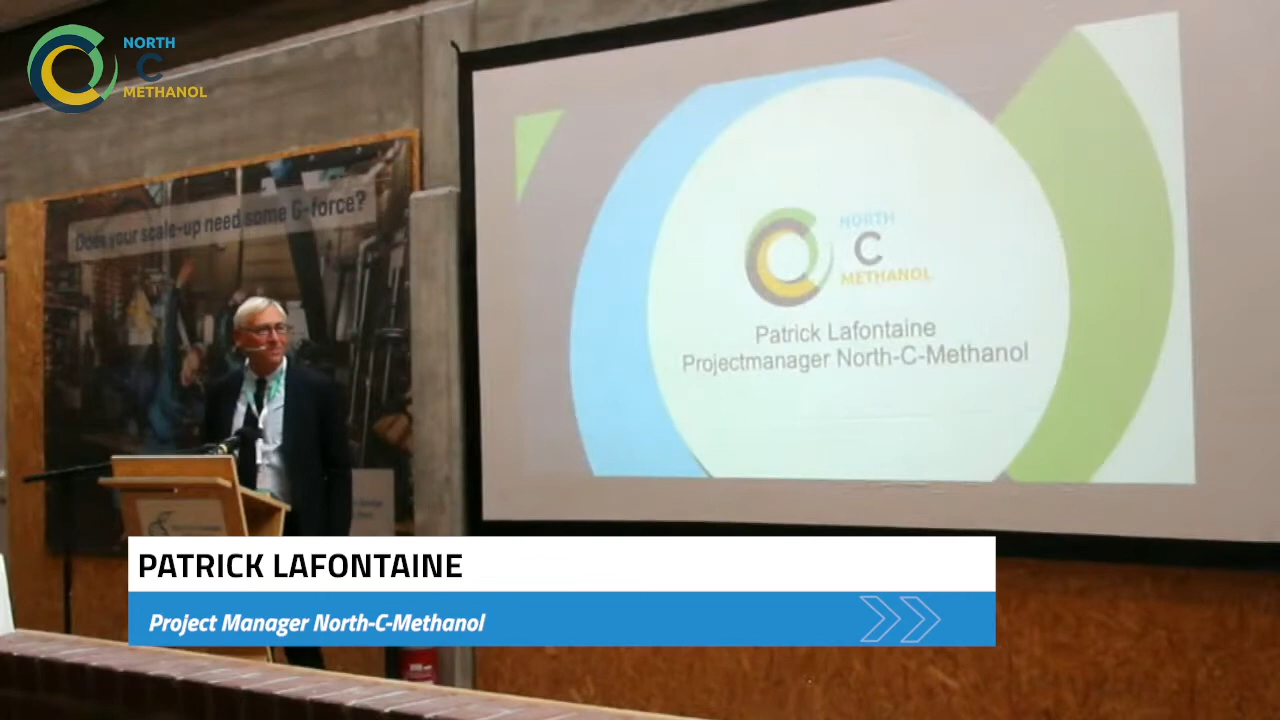 NORTH
C
METHANOL
Does your scale-up need some G-force?
NORTH
C
METHANOL
Patrick Lafontaine
Projectmanager North-C-Methanol
PATRICK LAFONTAINE
Project Manager North-C-Methanol